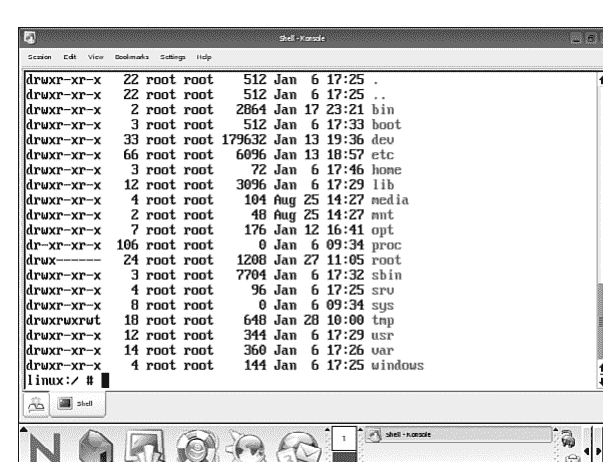 Shell - Konsole
Session Edit View Bookmarks Settings Help
drwxr-xr-x 22 root root 512 Jan 6 17:25 .
drwxr-xr-x 22 root root 512 Jan 6 17:25 ..
drwxr-xr-x 2 root root 2864 Jan 17 23:21 bin
drwxr-xr-x 3 root root 512 Jan 6 17:33 boot
drwxr-xr-x 33 root root 179632 Jan 13 19:36 dev
drwxr-xr-x 66 root root 6096 Jan 13 18:57 etc
drwxr-xr-x 3 root root 72 Jan 6 17:46 home
drwxr-xr-x 12 root root 3096 Jan 6 17:29 lib
drwxr-xr-x 4 root root 104 Aug 25 14:27 media
drwxr-xr-x 2 root root 48 Aug 25 14:27 mnt
drwxr-xr-x 7 root root 176 Jan 12 16:41 opt
dr-xr-xr-x 106 root root 0 Jan 6 09:34 proc
drwx------ 24 root root 1208 Jan 27 11:05 root
drwxr-xr-x 3 root root 7704 Jan 6 17:32 sbin
drwxr-xr-x 4 root root 96 Jan 6 17:25 srv
drwxr-xr-x 8 root root 0 Jan 6 09:34 sys
drwxrwxrwt 18 root root 648 Jan 28 10:00 tmp
drwxr-xr-x 12 root root 344 Jan 6 17:29 usr
drwxr-xr-x 14 root root 360 Jan 6 17:26 var
drwxr-xr-x 4 root root 144 Jan 6 17:25 windows
linux:/ #
Shell
N
1
Shell - Konsole